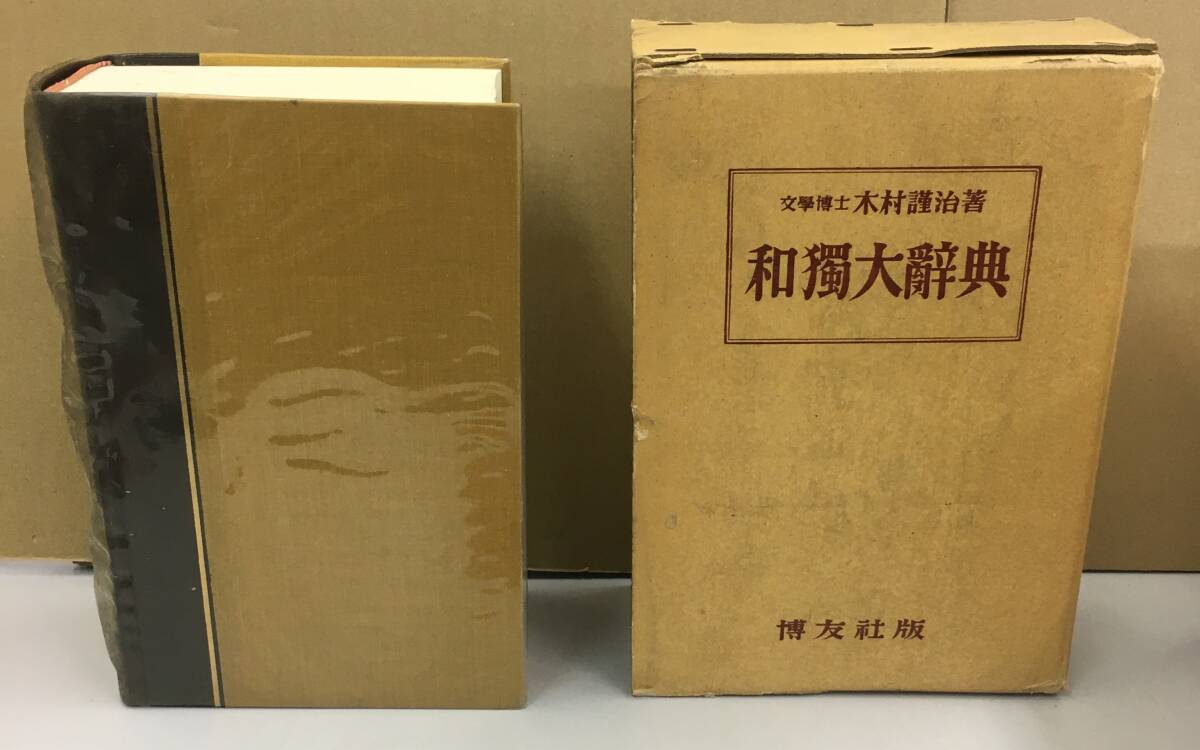 文學博士 木村謹治著
和獨大辭典
博友社版